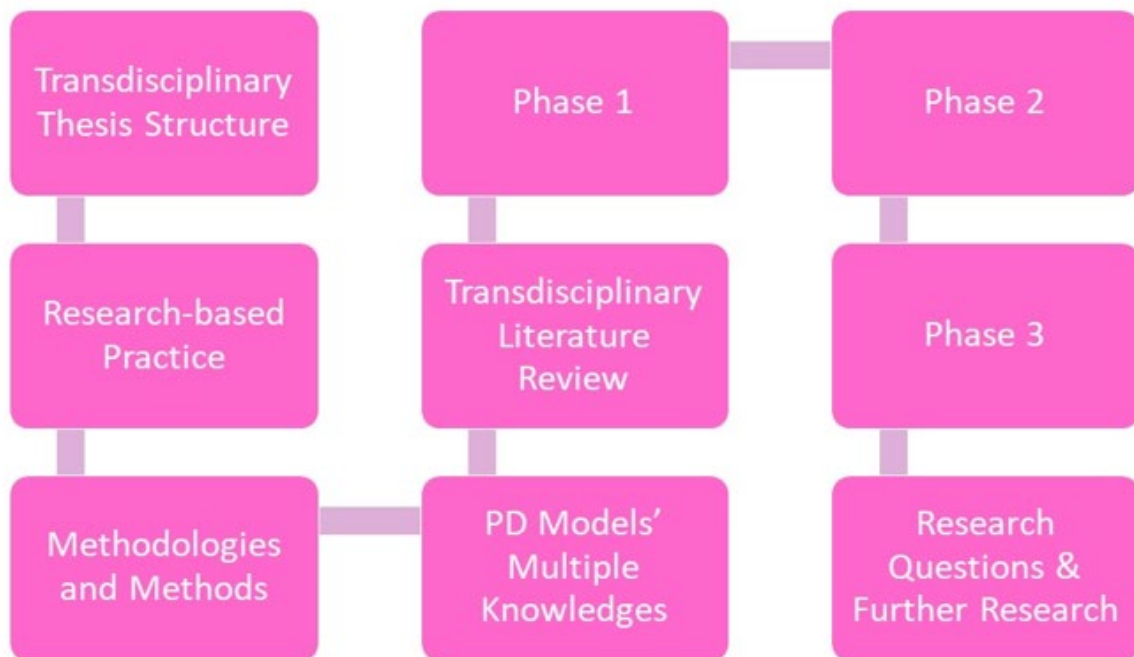 Transdisciplinary
Thesis Structure
Research-based
Practice
Methodologies
and Methods
PD Models’
Multiple
Knowledges
Transdisciplinary
Literature
Review
Phase 1
Phase 2
Phase 3
Research
Questions &
Further Research